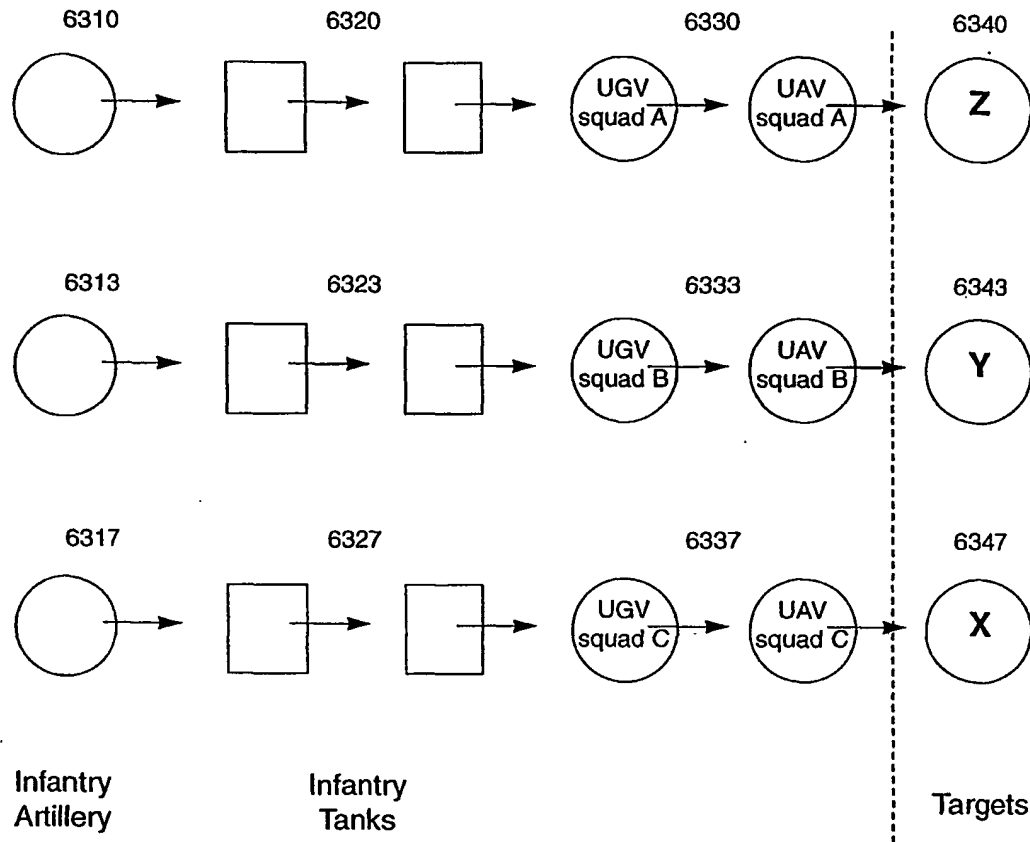 6310 6320 6330 6340
UGV squad A
UAV squad A
Z
6313 6323 6333 6343
UGV squad B
UAV squad B
Y
6317 6327 6337 6347
UGV squad C
UAV squad C
X
Infantry Artillery
Infantry Tanks
Targets